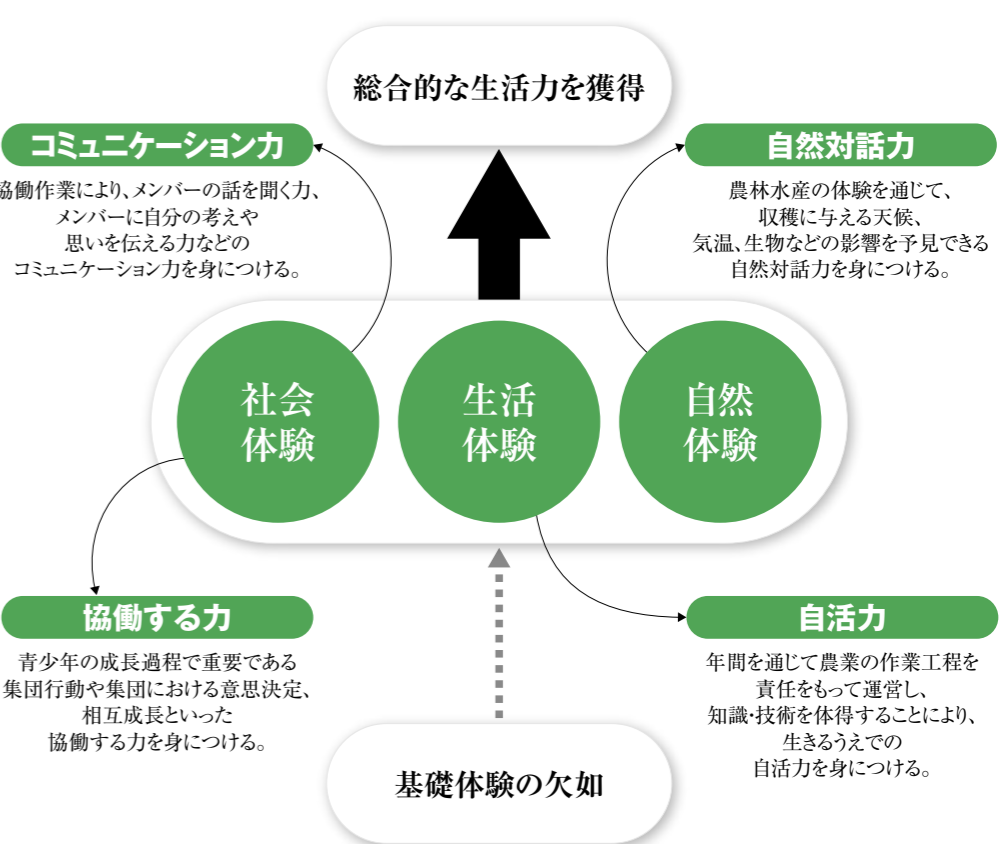 総合的な生活力を獲得
コミュニケーション力
協働作業により、メンバーの話を聞く力、
メンバーに自分の考えや
思いを伝える力などの
コミュニケーション力を身につける。
自然対話力
農林水産の体験を通じて、
収穫に与える天候、
気温、生物などの影響を予見できる
自然対話力を身につける。
社会
体験
生活
体験
自然
体験
協働する力
青少年の成長過程で重要である
集団行動や集団における意思決定、
相互成長といった
協働する力を身につける。
自活力
年間を通じて農業の作業工程を
責任をもって運営し、
知識・技術を体得することにより、
生きるうえでの
自活力を身につける。
基礎体験の欠如